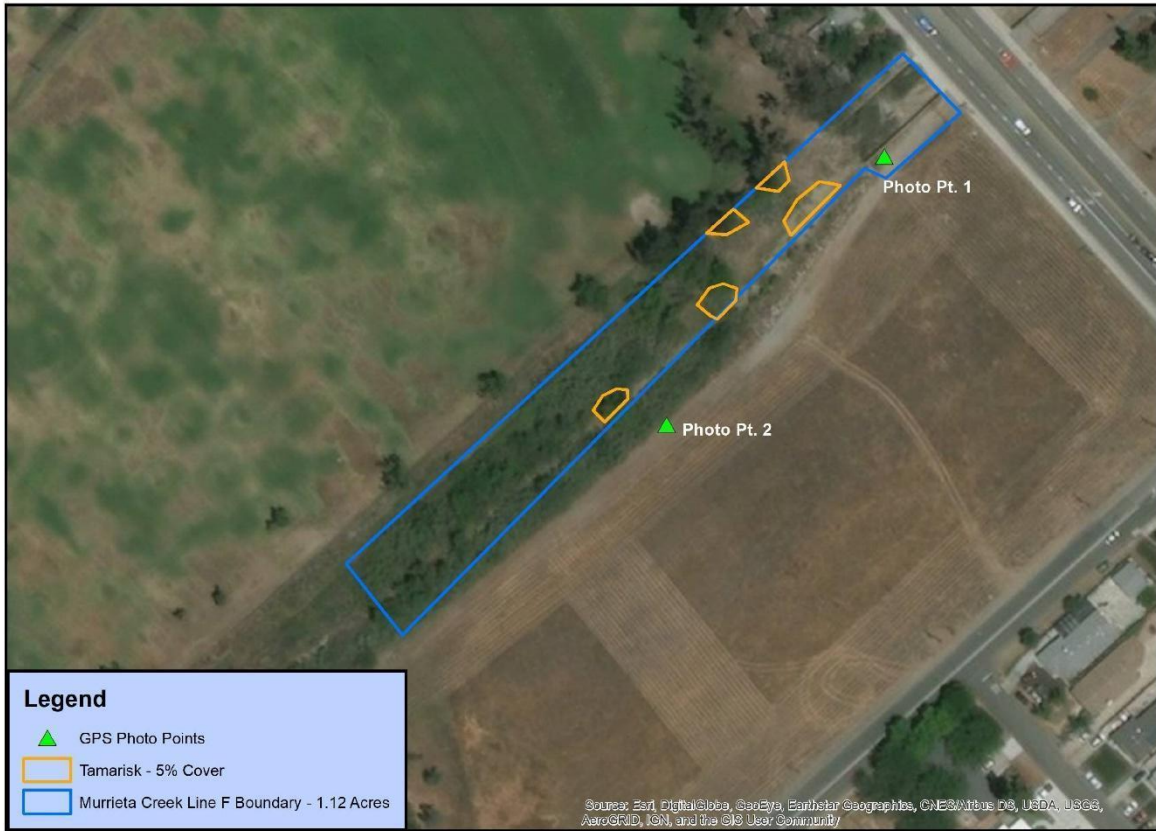 Photo Pt. 1
Photo Pt. 2
Legend
GPS Photo Points
Tamarisk - 5% Cover
Murrieta Creek Line F Boundary - 1.12 Acres
Source: Esri, DigitalGlobe, GeoEye, Earthstar Geographics, CNES/Airbus DS, USDA, USGS,
AeroGRID, IGN, and the GIS User Community